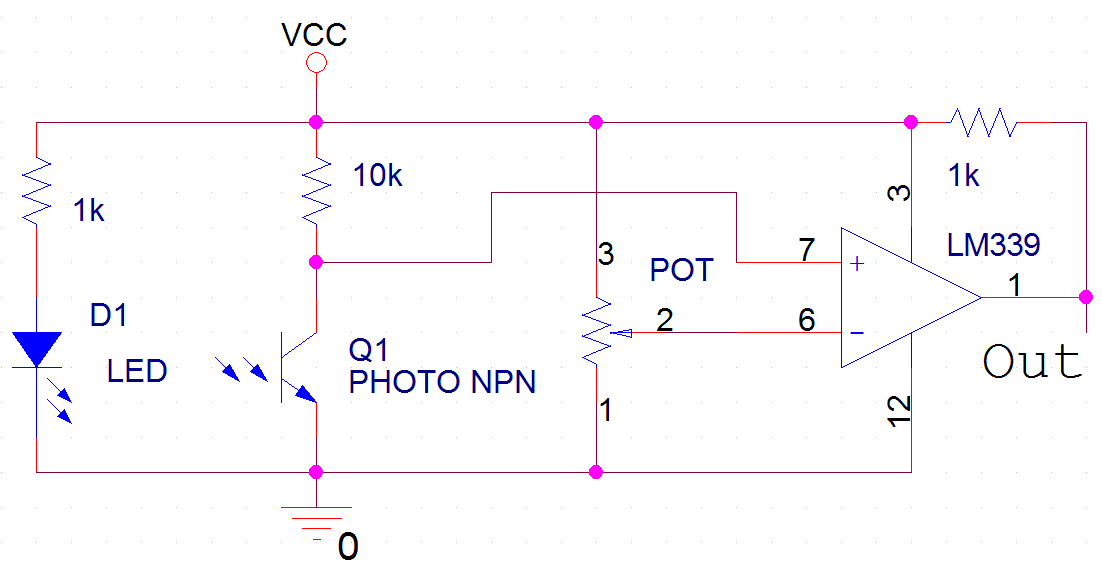 VCC
10k
1k
1k
3
LM339
3
POT
7
1
D1
2
6
LED
Q1
PHOTO NPN
Out
1
12
0
+
-